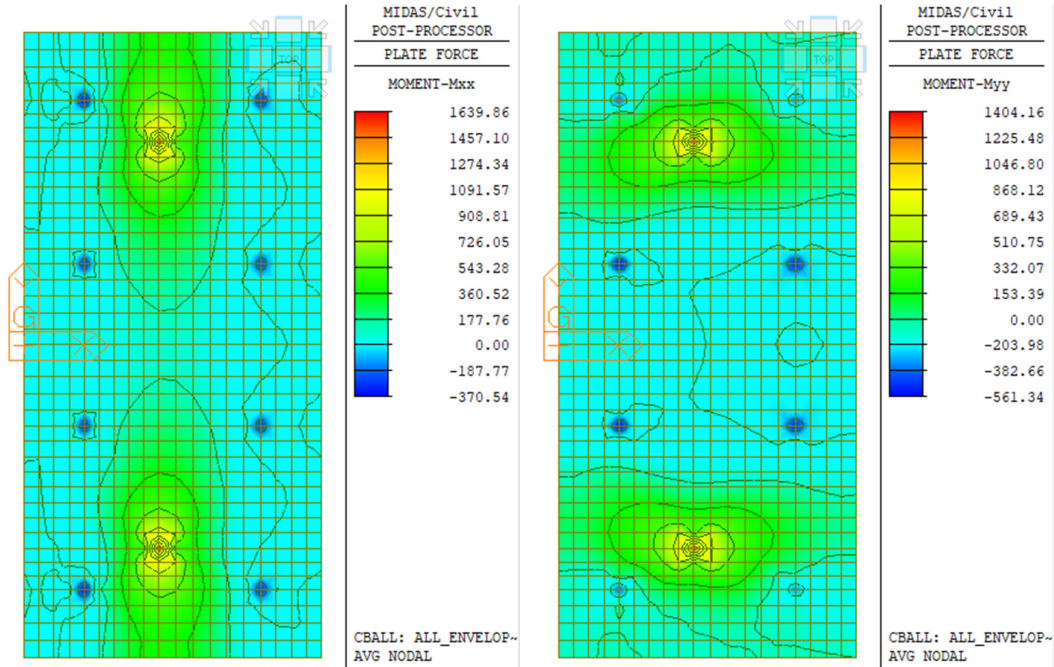 MIDAS/Civil
POST-PROCESSOR
PLATE FORCE
MOMENT-Mxx
1639.86
1457.10
1274.34
1091.57
908.81
726.05
543.28
360.52
177.76
0.00
-187.77
-370.54
CBALL: ALL_ENVELOP~
AVG NODAL
TOP
MIDAS/Civil
POST-PROCESSOR
PLATE FORCE
MOMENT-Myy
1404.16
1225.48
1046.80
868.12
689.43
510.75
332.07
153.39
0.00
-203.98
-382.66
-561.34
CBALL: ALL_ENVELOP~
AVG NODAL
TOP